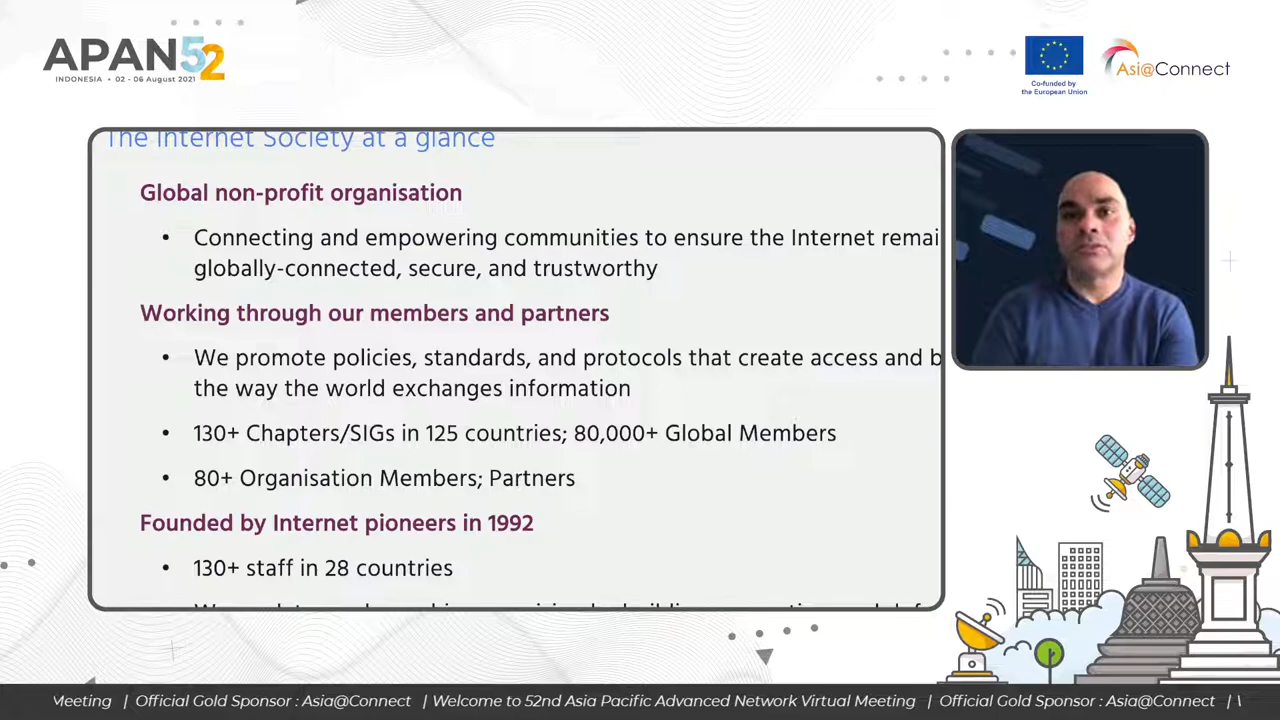 APAN52
INDONESIA • 02 - 06 August 2021
Co-funded by
the European Union
Asi@Connect
The Internet Society at a glance
Global non-profit organisation
• Connecting and empowering communities to ensure the Internet remai
globally-connected, secure, and trustworthy
Working through our members and partners
• We promote policies, standards, and protocols that create access and b
the way the world exchanges information
• 130+ Chapters/SIGs in 125 countries; 80,000+ Global Members
• 80+ Organisation Members; Partners
Founded by Internet pioneers in 1992
• 130+ staff in 28 countries
Meeting | Official Gold Sponsor : Asi@Connect | Welcome to 52nd Asia Pacific Advanced Network Virtual Meeting | Official Gold Sponsor : Asi@Connect |